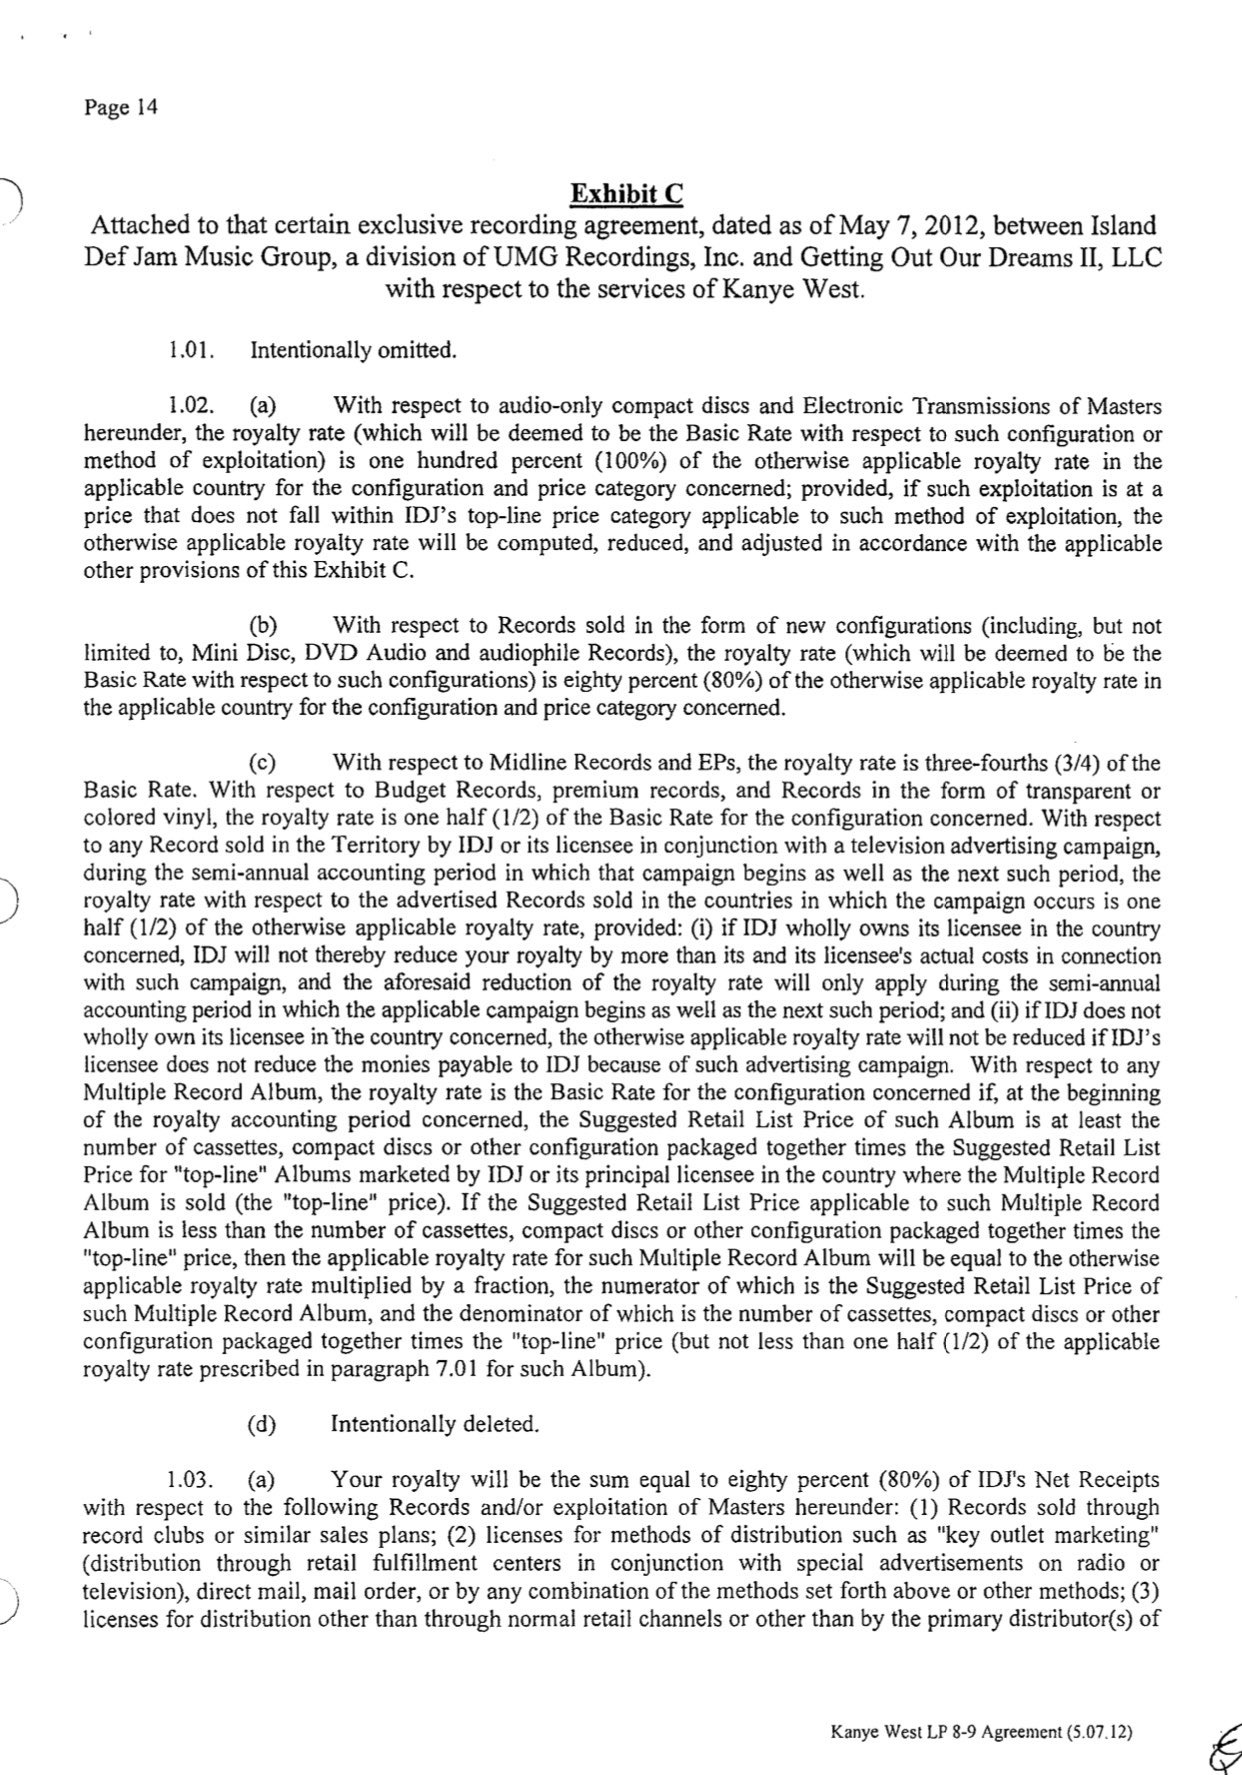 Page 14
Exhibit C
Attached to that certain exclusive recording agreement, dated as of May 7, 2012, between Island
Def Jam Music Group, a division of UMG Recordings, Inc. and Getting Out Our Dreams II, LLC
with respect to the services of Kanye West.
1.01. Intentionally omitted.
1.02. (a) With respect to audio-only compact discs and Electronic Transmissions of Masters
hereunder, the royalty rate (which will be deemed to be the Basic Rate with respect to such configuration or
method of exploitation) is one hundred percent (100%) of the otherwise applicable royalty rate in the
applicable country for the configuration and price category concerned; provided, if such exploitation is at a
price that does not fall within IDJ's top-line price category applicable to such method of exploitation, the
otherwise applicable royalty rate will be computed, reduced, and adjusted in accordance with the applicable
other provisions of this Exhibit C.
(b) With respect to Records sold in the form of new configurations (including, but not
limited to, Mini Disc, DVD Audio and audiophile Records), the royalty rate (which will be deemed to be the
Basic Rate with respect to such configurations) is eighty percent (80%) of the otherwise applicable royalty rate in
the applicable country for the configuration and price category concerned.
(c) With respect to Midline Records and EPs, the royalty rate is three-fourths (3/4) of the
Basic Rate. With respect to Budget Records, premium records, and Records in the form of transparent or
colored vinyl, the royalty rate is one half (1/2) of the Basic Rate for the configuration concerned. With respect
to any Record sold in the Territory by IDJ or its licensee in conjunction with a television advertising campaign,
during the semi-annual accounting period in which that campaign begins as well as the next such period, the
royalty rate with respect to the advertised Records sold in the countries in which the campaign occurs is one
half (1/2) of the otherwise applicable royalty rate, provided: (i) if IDJ wholly owns its licensee in the country
concerned, IDJ will not thereby reduce your royalty by more than its and its licensee's actual costs in connection
with such campaign, and the aforesaid reduction of the royalty rate will only apply during the semi-annual
accounting period in which the applicable campaign begins as well as the next such period; and (ii) if IDJ does not
wholly own its licensee in the country concerned, the otherwise applicable royalty rate will not be reduced if IDJ's
licensee does not reduce the monies payable to IDJ because of such advertising campaign. With respect to any
Multiple Record Album, the royalty rate is the Basic Rate for the configuration concerned if, at the beginning
of the royalty accounting period concerned, the Suggested Retail List Price of such Album is at least the
number of cassettes, compact discs or other configuration packaged together times the Suggested Retail List
Price for "top-line" Albums marketed by IDJ or its principal licensee in the country where the Multiple Record
Album is sold (the "top-line" price). If the Suggested Retail List Price applicable to such Multiple Record
Album is less than the number of cassettes, compact discs or other configuration packaged together times the
"top-line" price, then the applicable royalty rate for such Multiple Record Album will be equal to the otherwise
applicable royalty rate multiplied by a fraction, the numerator of which is the Suggested Retail List Price of
such Multiple Record Album, and the denominator of which is the number of cassettes, compact discs or other
configuration packaged together times the "top-line" price (but not less than one half (1/2) of the applicable
royalty rate prescribed in paragraph 7.01 for such Album).
(d) Intentionally deleted.
1.03. (a) Your royalty will be the sum equal to eighty percent (80%) of IDJ's Net Receipts
with respect to the following Records and/or exploitation of Masters hereunder: (1) Records sold through
record clubs or similar sales plans; (2) licenses for methods of distribution such as "key outlet marketing"
(distribution through retail fulfillment centers in conjunction with special advertisements on radio or
television), direct mail, mail order, or by any combination of the methods set forth above or other methods; (3)
licenses for distribution other than through normal retail channels or other than by the primary distributor(s) of
Kanye West LP 8-9 Agreement (5.07.12)